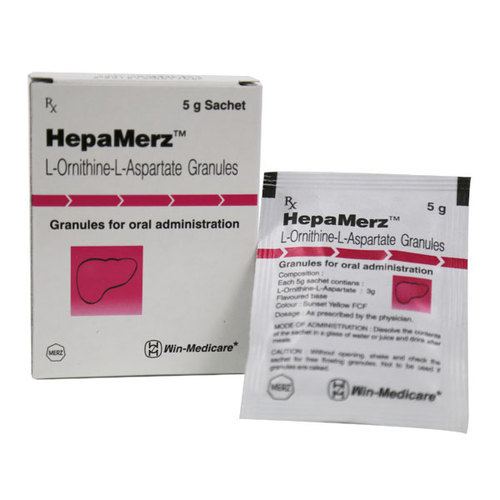 Rx
5 g Sachet
HepaMerz™
L-Ornithine-L-Aspartate Granules
Granules for oral administration
MERZ
Win-Medicare*
Rx
5 g
HepaMerz™
L-Ornithine-L-Aspartate Granules
Granules for oral administration
Composition :
Each 5g sachet contains :
L-Ornithine-L-Aspartate : 3g
Flavoured base
Colour : Sunset Yellow FCF
Dosage : As prescribed by the physician.
MODE OF ADMINISTRATION : Dissolve the contents
of the sachet in a glass of water or juice and drink after
meals.
CAUTION : Without opening, shake and check the
sachet for free flowing granules. Not to be used if
granules are caked.
MERZ
Win-Medicare*